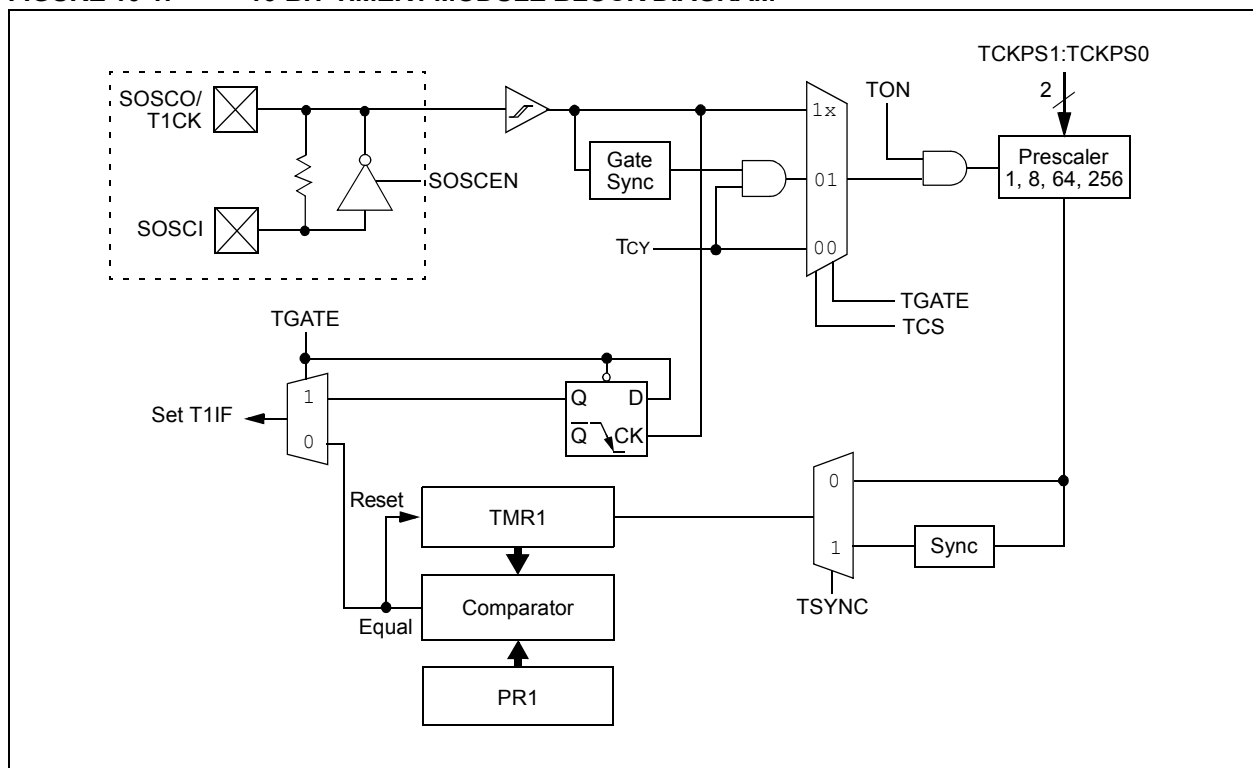 TCKPS1:TCKPS0
SOSCO/
T1CK
1x
TON
2
Gate
Sync
Prescaler
1, 8, 64, 256
SOSCEN
01
SOSCI
TCY
00
TGATE
TCS
TGATE
1
Q
D
Set T1IF
0
Q
CK
Reset
TMR1
0
1
Sync
Comparator
TSYNC
Equal
PR1